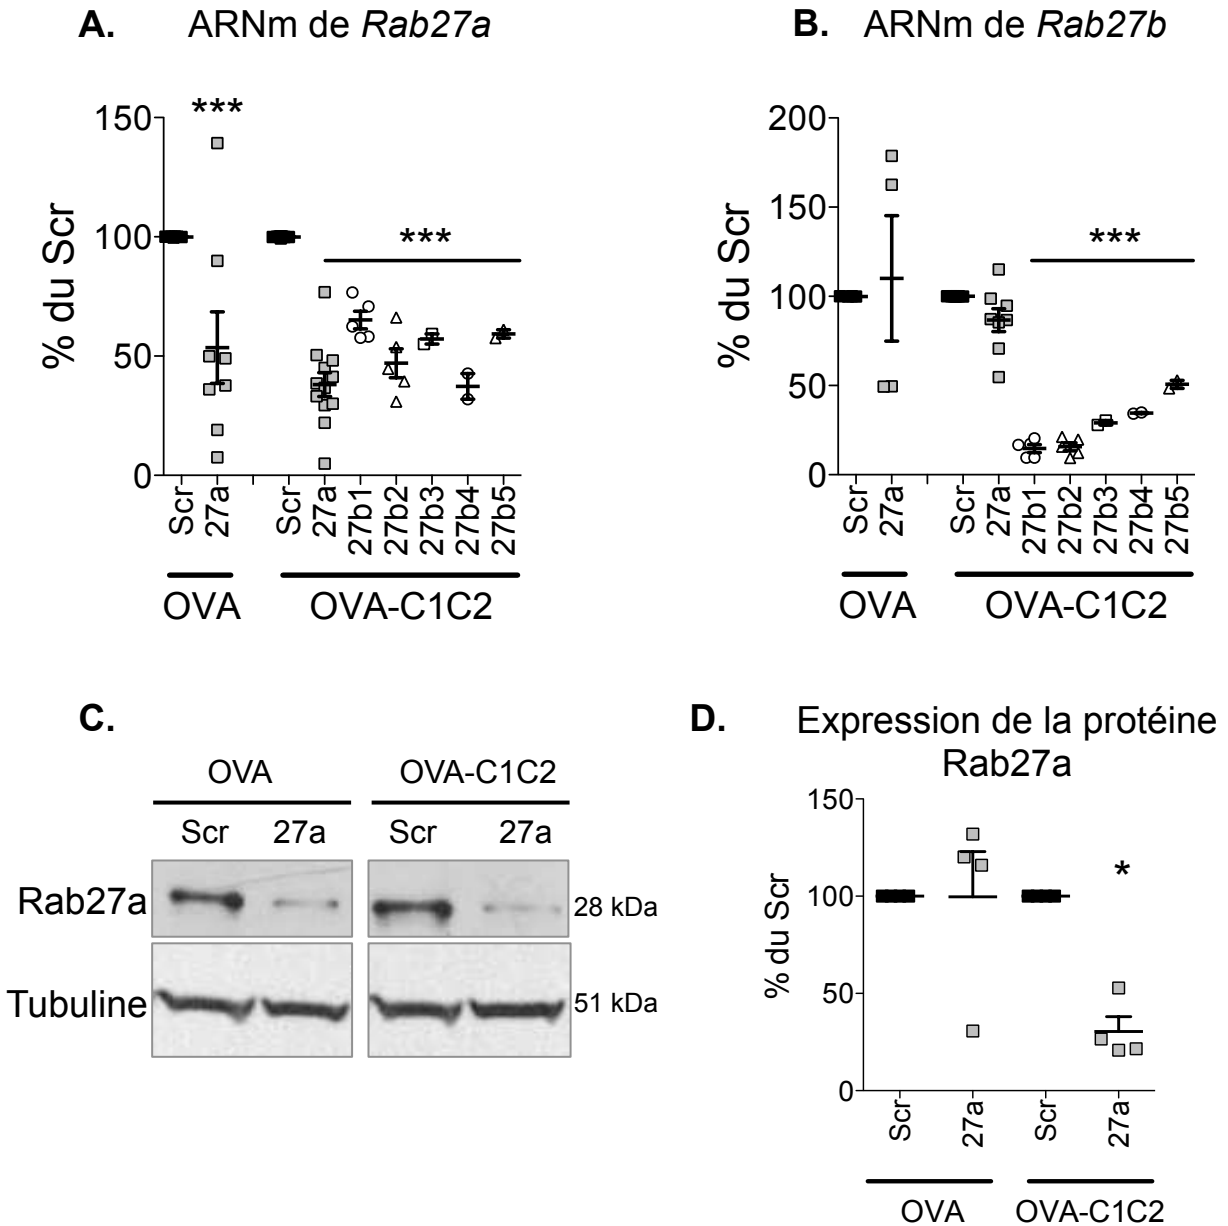 A. ARNm de Rab27a
***
150
100
50
0
% du Scr
***
Scr
27a
Scr
27a
27b1
27b2
27b3
27b4
27b5
OVA
OVA-C1C2
B. ARNm de Rab27b
200
150
100
50
0
% du Scr
***
Scr
27a
Scr
27a
27b1
27b2
27b3
27b4
27b5
OVA
OVA-C1C2
C.
OVA
OVA-C1C2
Scr
27a
Scr
27a
Rab27a
28 kDa
Tubuline
51 kDa
D. Expression de la protéine
Rab27a
150
100
50
0
% du Scr
*
Scr
27a
Scr
27a
OVA
OVA-C1C2